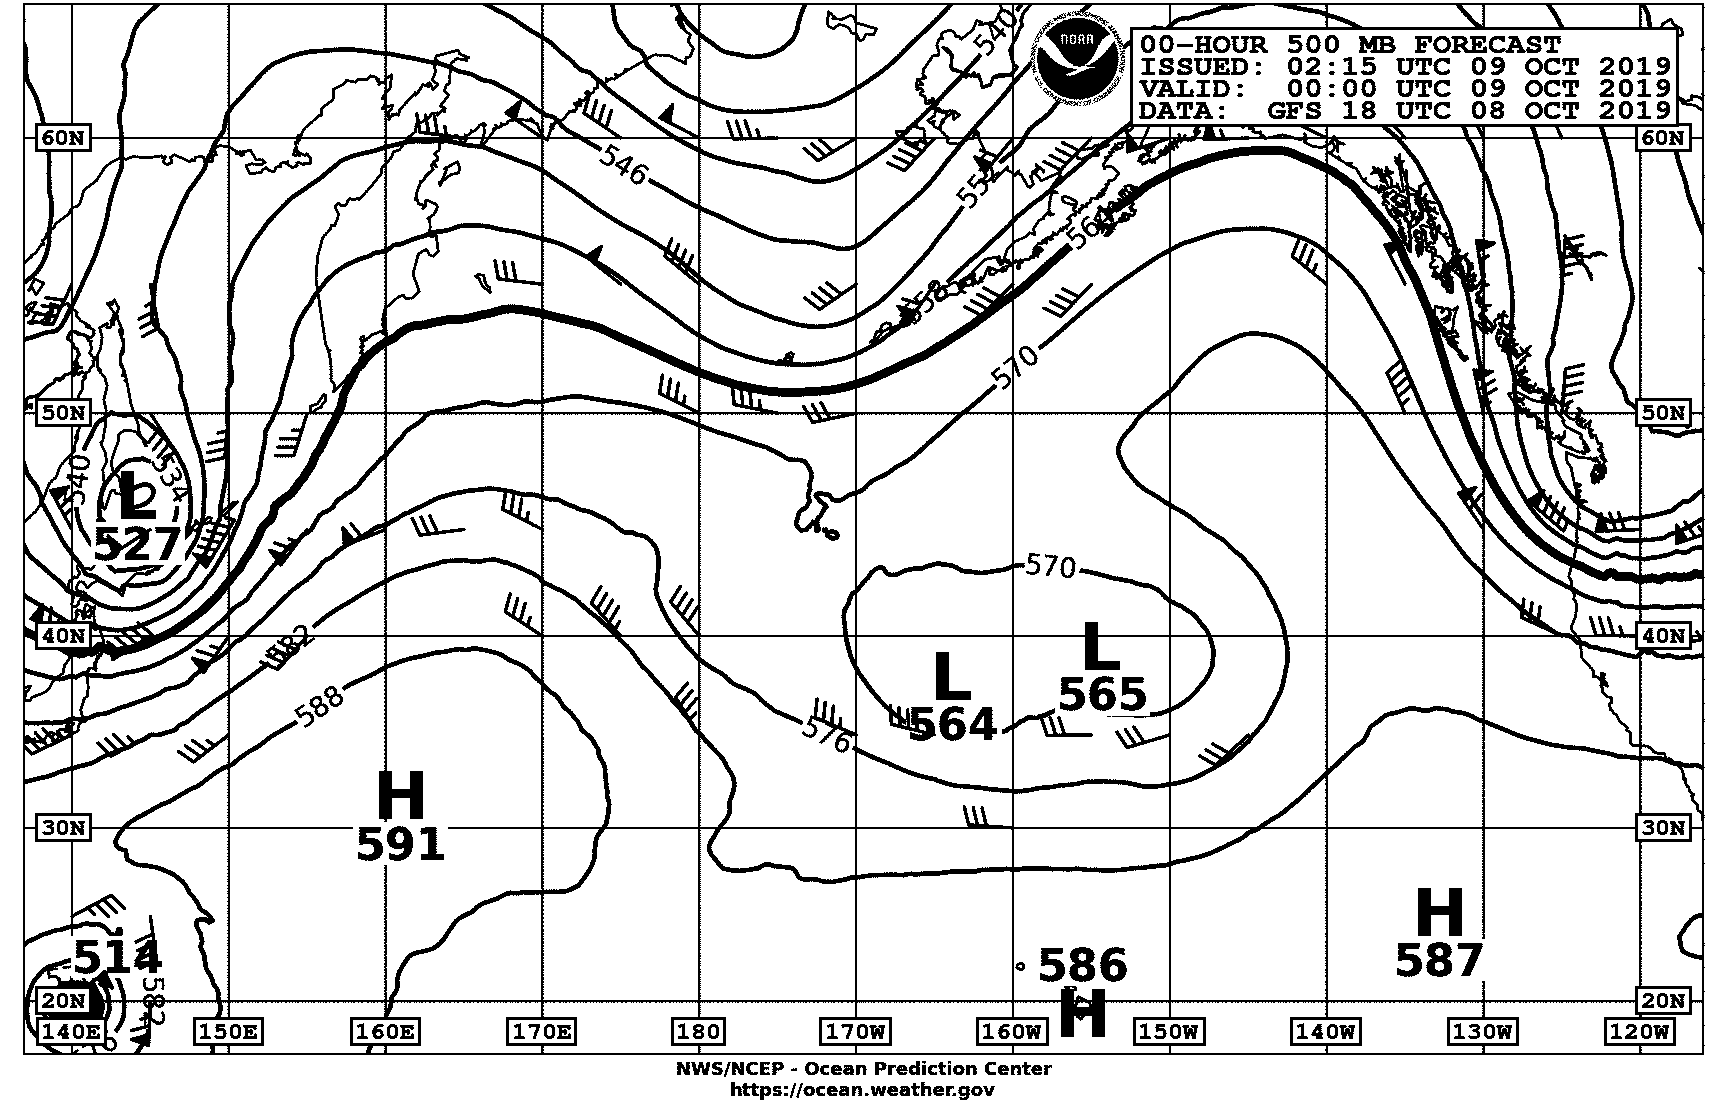 540
NOAA
00-HOUR 500 MB FORECAST
ISSUED: 02:15 UTC 09 OCT 2019
VALID: 00:00 UTC 09 OCT 2019
DATA: GFS 18 UTC 08 OCT 2019
60N
60N
546
558
570
50N
50N
540
534
L
527
570
40N
40N
582
L
565
L
564
588
576
H
591
30N
30N
H
587
514
586
H
582
20N
20N
140E 150E 160E 170E 180 170W 160W 150W 140W 130W 120W
NWS/NCEP - Ocean Prediction Center
https://ocean.weather.gov